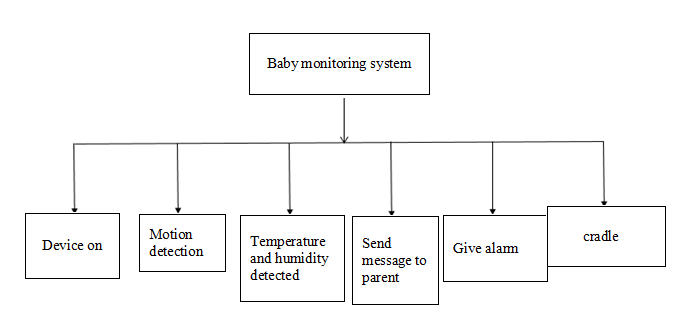 Baby monitoring system
Device on
Motion
detection
Temperature
and humidity
detected
Send
message to
parent
Give alarm
cradle